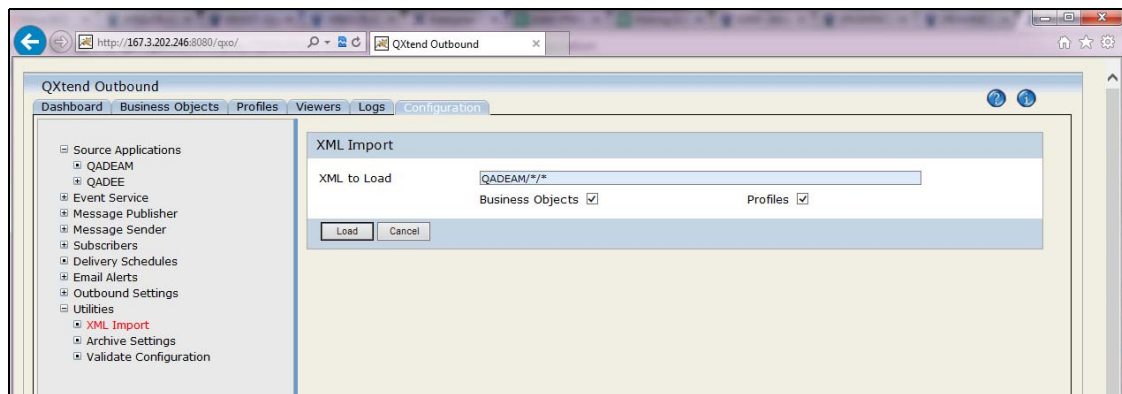 http://167.3.202.246:8080/qxo/
QXtend Outbound
QXtend Outbound
Dashboard Business Objects Profiles Viewers Logs Configuration
Source Applications
QADEAM
QADEE
Event Service
Message Publisher
Message Sender
Subscribers
Delivery Schedules
Email Alerts
Outbound Settings
Utilities
XML Import
Archive Settings
Validate Configuration
XML Import
XML to Load QADEAM/*/*
Business Objects Profiles
Load Cancel